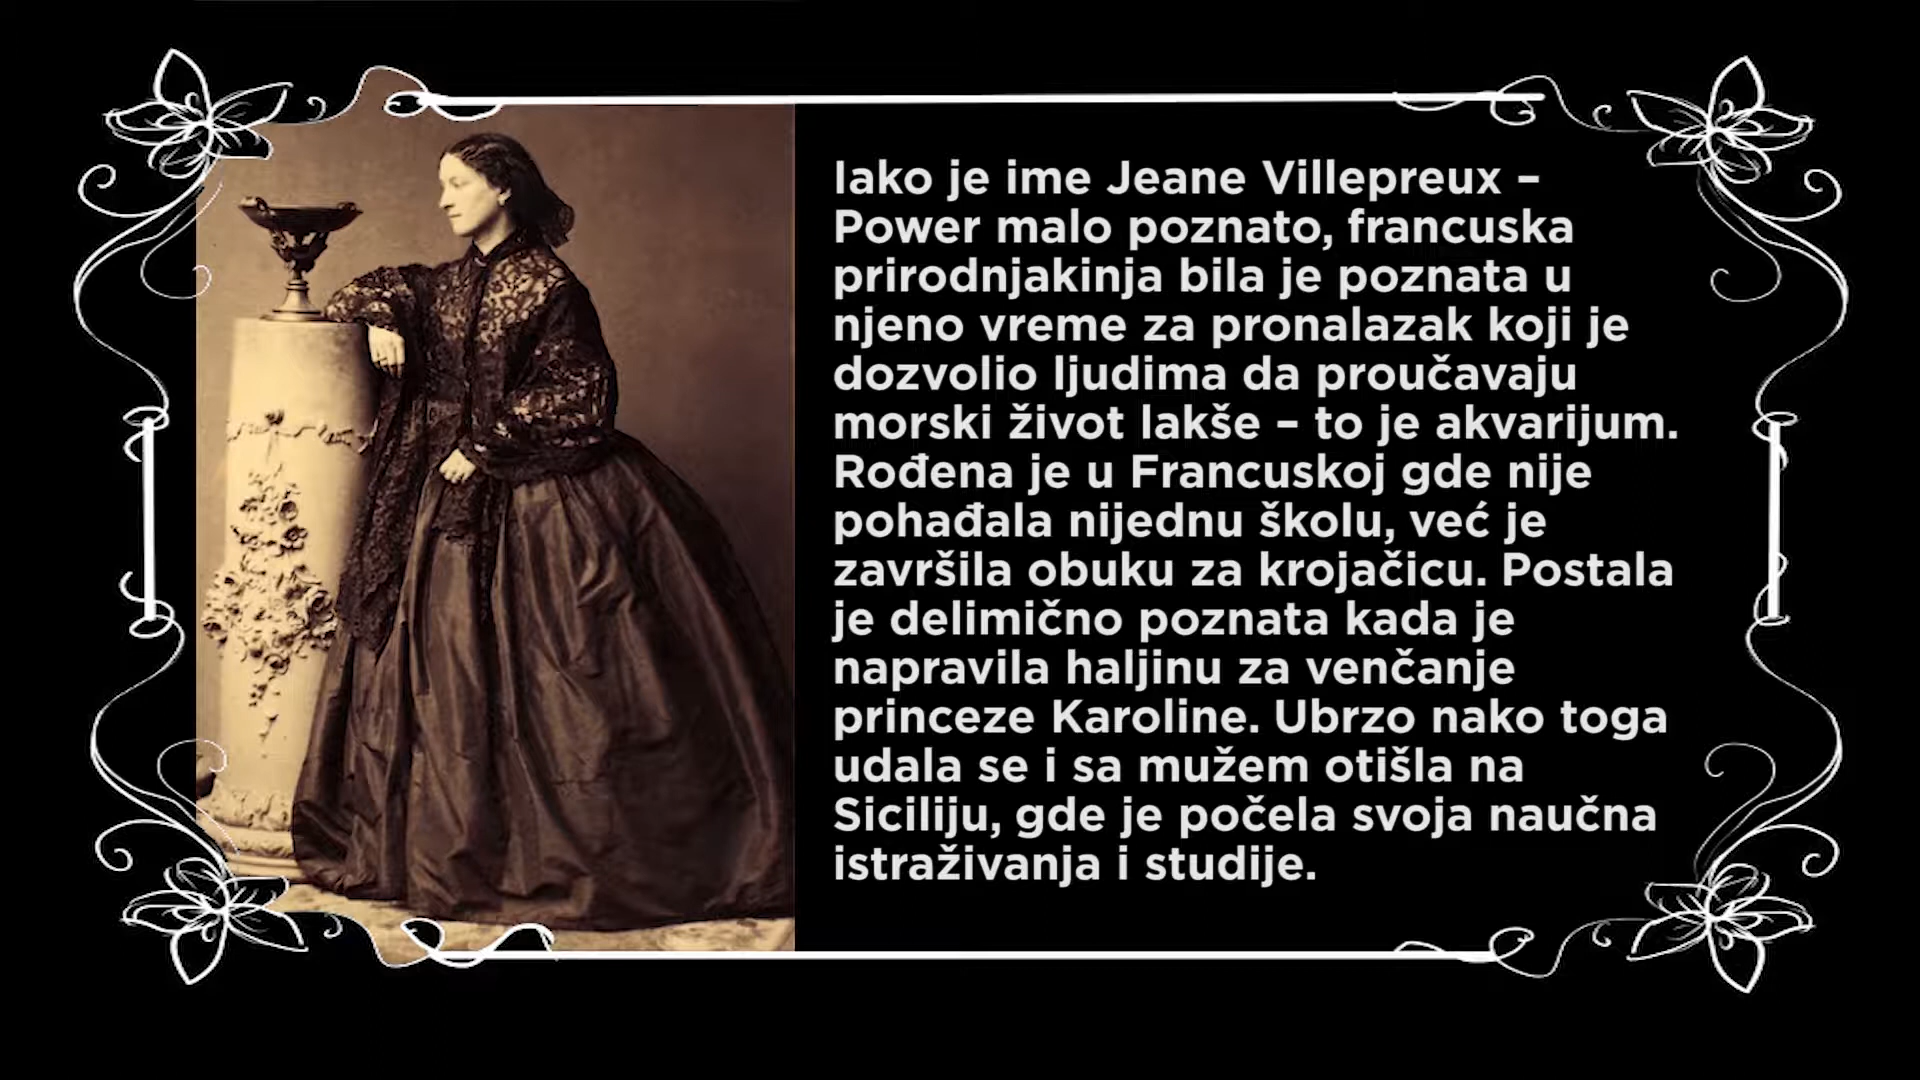 Iako je ime Jeane Villepreux –
Power malo poznato, francuska
prirodnjakinja bila je poznata u
njeno vreme za pronalazak koji je
dozvolio ljudima da proučavaju
morski život lakše – to je akvarijum.
Rođena je u Francuskoj gde nije
pohađala nijednu školu, već je
završila obuku za krojačicu. Postala
je delimično poznata kada je
napravila haljinu za venčanje
princeze Karoline. Ubrzo nako toga
udala se i sa mužem otišla na
Siciliju, gde je počela svoja naučna
istraživanja i studije.